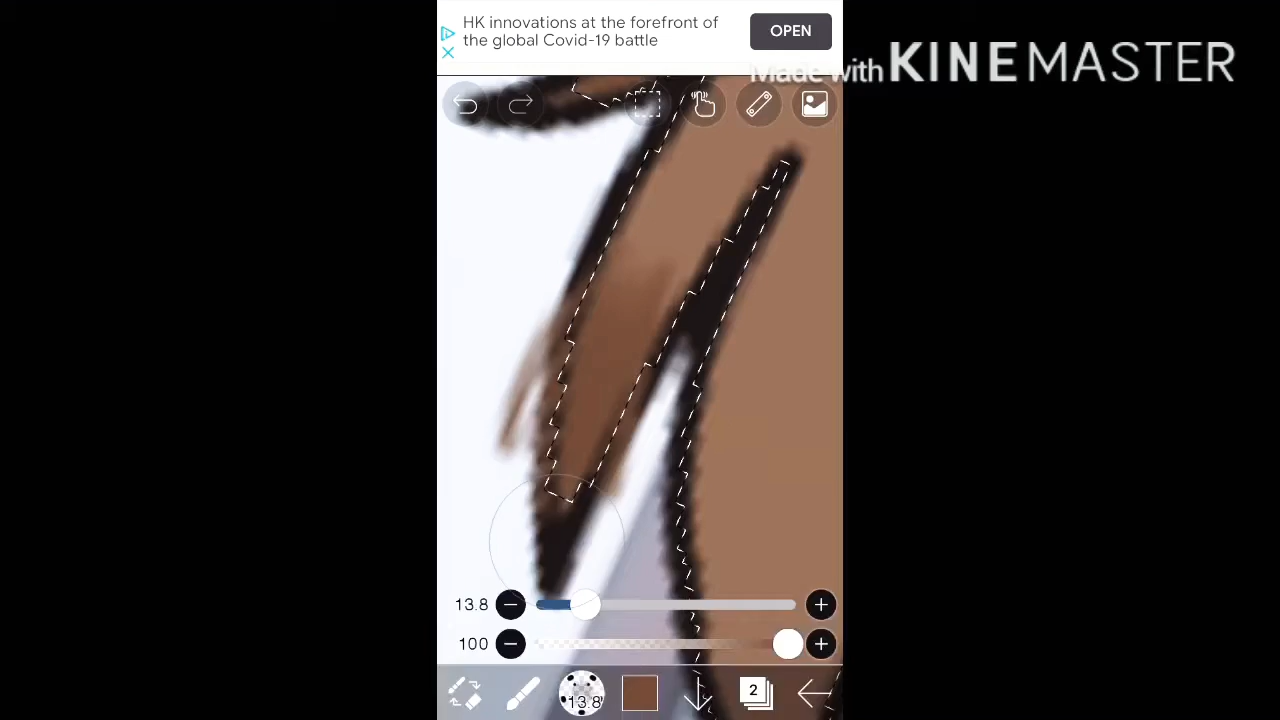 HK innovations at the forefront of
the global Covid-19 battle
OPEN
Made with KINEMASTER
13.8
100
13.8
2